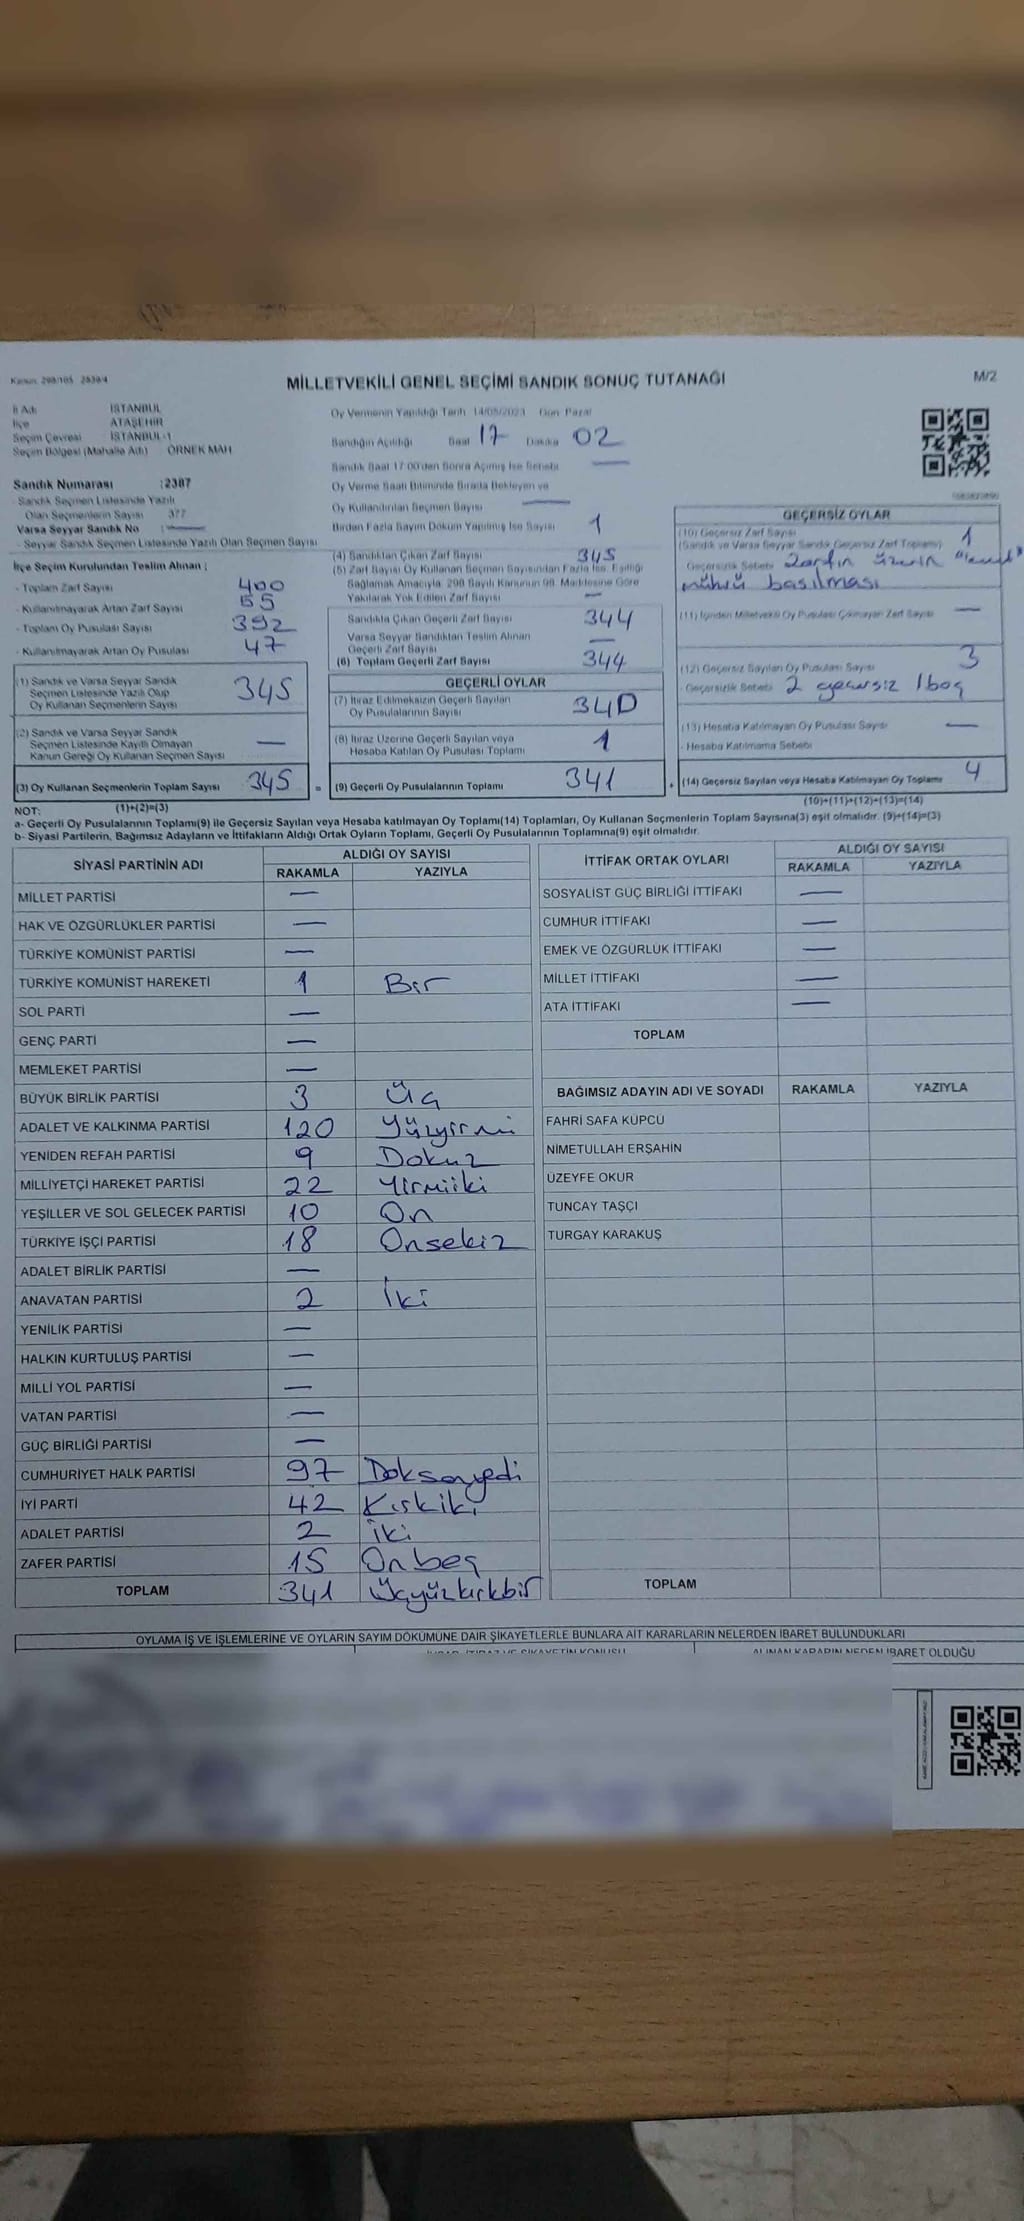 Kanun: 298/105 2839/4
MİLLETVEKİLİ GENEL SEÇİMİ SANDIK SONUÇ TUTANAĞI
M/2
İl Adı : İSTANBUL
İlçe : ATAŞEHİR
Seçim Çevresi : İSTANBUL-1
Seçim Bölgesi (Mahalle Adı) : ÖRNEK MAH
Sandık Numarası : 2387
- Sandık Seçmen Listesinde Yazılı
Olan Seçmenlerin Sayısı : 377
Varsa Seyyar Sandık No : —
- Seyyar Sandık Seçmen Listesinde Yazılı Olan Seçmen Sayısı
İlçe Seçim Kurulundan Teslim Alınan ;
- Toplam Zarf Sayısı 400
- Kullanılmayarak Artan Zarf Sayısı 55
- Toplam Oy Pusulası Sayısı 392
- Kullanılmayarak Artan Oy Pusulası 47
(1) Sandık ve Varsa Seyyar Sandık
Seçmen Listesinde Yazılı Olup
Oy Kullanan Seçmenlerin Sayısı 345
(2) Sandık ve Varsa Seyyar Sandık
Seçmen Listesinde Kayıtlı Olmayan
Kanun Gereği Oy Kullanan Seçmen Sayısı —
(3) Oy Kullanan Seçmenlerin Toplam Sayısı 345
(1)+(2)=(3)
Oy Vermenin Yapıldığı Tarih 14/05/2023 Gün Pazar
Sandığın Açıldığı Saat 17 Dakika 02
Sandık Saat 17:00'den Sonra Açılmış İse Sebebi —
Oy Verme Saati Bitiminde Sırada Bekleyen ve
Oy Kullandırılan Seçmen Sayısı —
Birden Fazla Sayım Döküm Yapılmış İse Sayısı 1
(4) Sandıktan Çıkan Zarf Sayısı 345
(5) Zarf Sayısı Oy Kullanan Seçmen Sayısından Fazla İse, Eşitliği
Sağlamak Amacıyla, 298 Sayılı Kanunun 98. Maddesine Göre
Yakılarak Yok Edilen Zarf Sayısı —
Sandıkta Çıkan Geçerli Zarf Sayısı 344
Varsa Seyyar Sandıktan Teslim Alınan
Geçerli Zarf Sayısı —
(6) Toplam Geçerli Zarf Sayısı 344
GEÇERLİ OYLAR
(7) İtiraz Edilmeksizin Geçerli Sayılan
Oy Pusulalarının Sayısı 340
(8) İtiraz Üzerine Geçerli Sayılan veya
Hesaba Katılan Oy Pusulası Toplamı 1
= (9) Geçerli Oy Pusulalarının Toplamı 341
GEÇERSİZ OYLAR
(10) Geçersiz Zarf Sayısı 1
(Sandık ve Varsa Seyyar Sandık Geçersiz Zarf Toplamı)
Geçersizlik Sebebi zarfın üzerin
mührü basılması
(11) İçinden Milletvekili Oy Pusulası Çıkmayan Zarf Sayısı —
(12) Geçersiz Sayılan Oy Pusulası Sayısı 3
- Geçersizlik Sebebi 2 geçersiz 1 boş
(13) Hesaba Katılmayan Oy Pusulası Sayısı —
- Hesaba Katılmama Sebebi
+ (14) Geçersiz Sayılan veya Hesaba Katılmayan Oy Toplamı 4
(10)+(11)+(12)+(13)=(14)
NOT:
a- Geçerli Oy Pusulalarının Toplamı(9) ile Geçersiz Sayılan veya Hesaba katılmayan Oy Toplamı(14) Toplamları, Oy Kullanan Seçmenlerin Toplam Sayısına(3) eşit olmalıdır. (9)+(14)=(3)
b- Siyasi Partilerin, Bağımsız Adayların ve İttifakların Aldığı Ortak Oyların Toplamı, Geçerli Oy Pusulalarının Toplamına(9) eşit olmalıdır.
SİYASİ PARTİNİN ADI ALDIĞI OY SAYISI
RAKAMLA YAZIYLA
MİLLET PARTİSİ —
HAK VE ÖZGÜRLÜKLER PARTİSİ —
TÜRKİYE KOMÜNİST PARTİSİ —
TÜRKİYE KOMÜNİST HAREKETİ 1 Bir
SOL PARTİ —
GENÇ PARTİ —
MEMLEKET PARTİSİ —
BÜYÜK BİRLİK PARTİSİ 3 Üç
ADALET VE KALKINMA PARTİSİ 120 Yüzyirmi
YENİDEN REFAH PARTİSİ 9 Dokuz
MİLLİYETÇİ HAREKET PARTİSİ 22 Yirmiiki
YEŞİLLER VE SOL GELECEK PARTİSİ 10 On
TÜRKİYE İŞÇİ PARTİSİ 18 Onsekiz
ADALET BİRLİK PARTİSİ —
ANAVATAN PARTİSİ 2 İki
YENİLİK PARTİSİ —
HALKIN KURTULUŞ PARTİSİ —
MİLLİ YOL PARTİSİ —
VATAN PARTİSİ —
GÜÇ BİRLİĞİ PARTİSİ —
CUMHURİYET HALK PARTİSİ 97 Doksanyedi
İYİ PARTİ 42 Kırkiki
ADALET PARTİSİ 2 İki
ZAFER PARTİSİ 15 Onbeş
TOPLAM 341 Üçyüzkırkbir
İTTİFAK ORTAK OYLARI ALDIĞI OY SAYISI
RAKAMLA YAZIYLA
SOSYALİST GÜÇ BİRLİĞİ İTTİFAKI —
CUMHUR İTTİFAKI —
EMEK VE ÖZGÜRLÜK İTTİFAKI —
MİLLET İTTİFAKI —
ATA İTTİFAKI —
TOPLAM
BAĞIMSIZ ADAYIN ADI VE SOYADI RAKAMLA YAZIYLA
FAHRİ SAFA KÜPCÜ
NİMETULLAH ERŞAHİN
ÜZEYFE OKUR
TUNCAY TAŞÇI
TURGAY KARAKUŞ
TOPLAM
OYLAMA İŞ VE İŞLEMLERİNE VE OYLARIN SAYIM DÖKÜMÜNE DAİR ŞİKAYETLERLE BUNLARA AİT KARARLARIN NELERDEN İBARET BULUNDUKLARI
İTİRAZ VE ŞİKAYETİN KONUSU ALINAN KARARIN NEDEN İBARET OLDUĞU